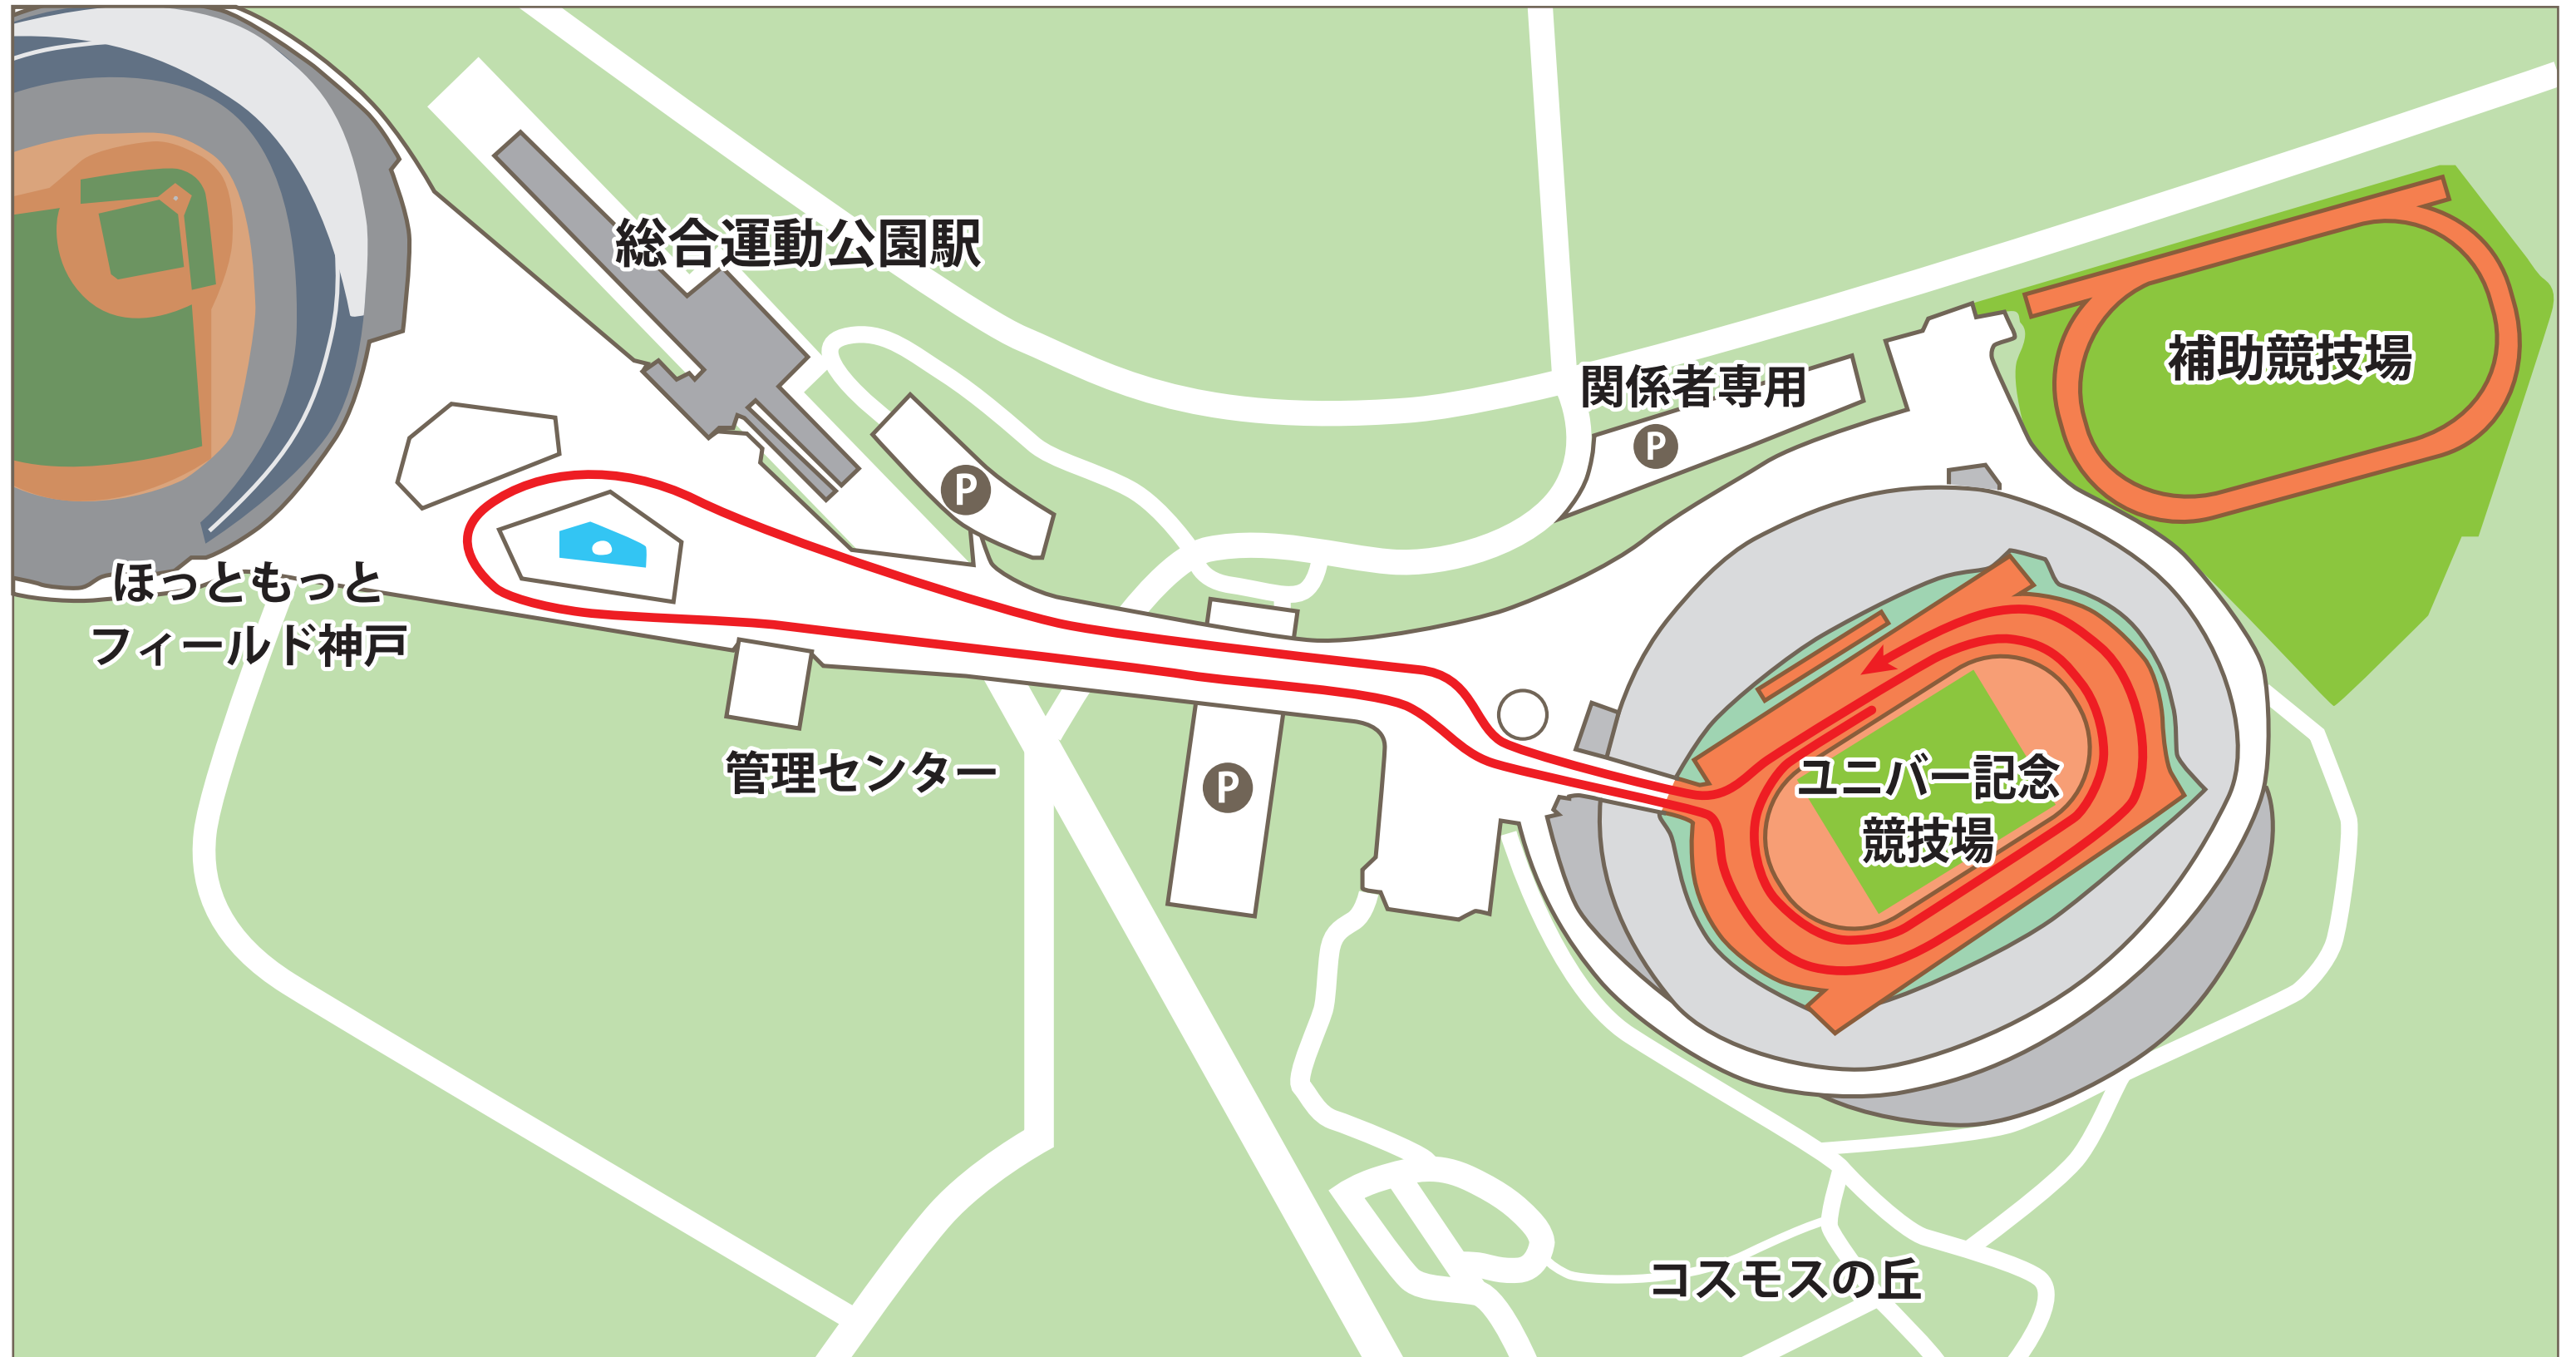 総合運動公園駅
補助競技場
関係者専用
P
P
ほっともっと
フィールド神戸
管理センター
P
ユニバー記念
競技場
コスモスの丘